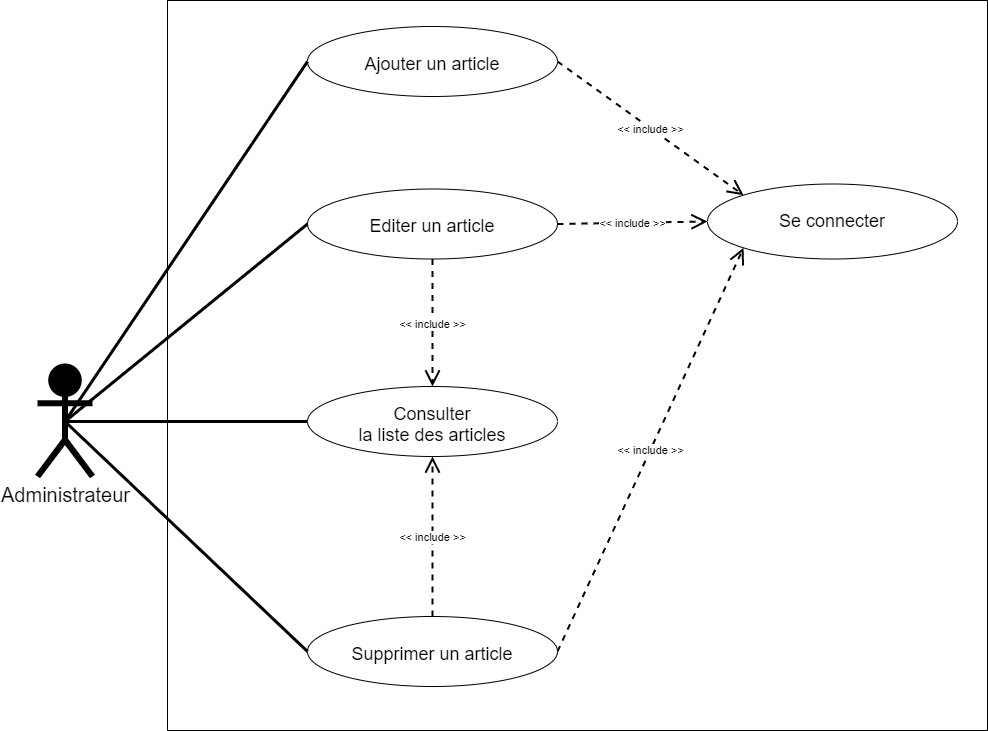 Ajouter un article
<< include >>
Editer un article
<< include >>
Se connecter
<< include >>
Consulter
la liste des articles
<< include >>
Administrateur
<< include >>
Supprimer un article